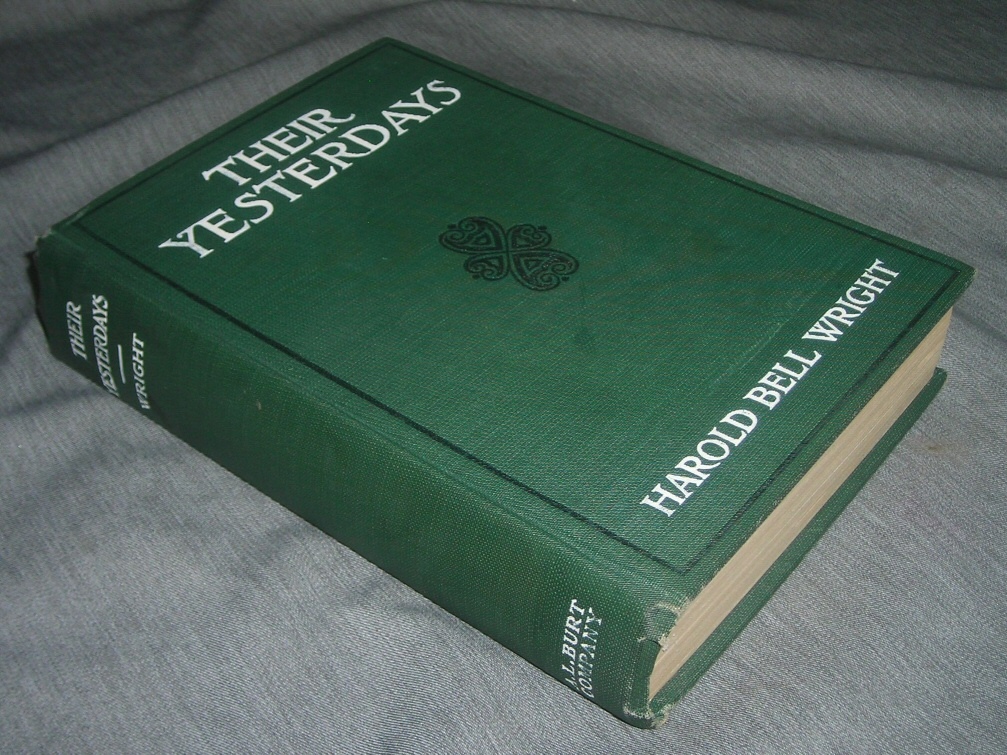 THEIR
YESTERDAYS
HAROLD BELL WRIGHT
THEIR
YESTERDAYS
WRIGHT
A.L.BURT
COMPANY